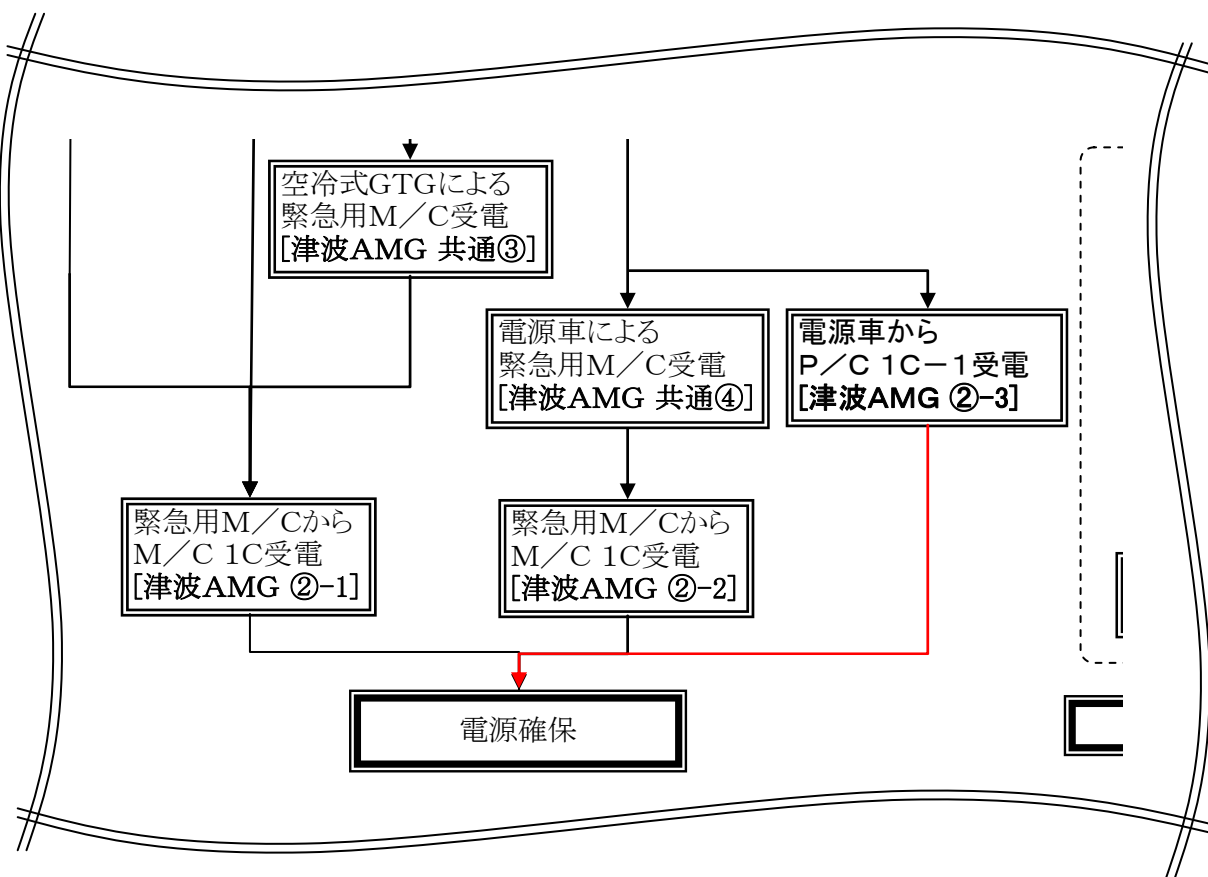 空冷式GTGによる
緊急用M／C受電
[津波AMG 共通③]
電源車による
緊急用M／C受電
[津波AMG 共通④]
電源車から
P／C 1C－1受電
[津波AMG ②-3]
緊急用M／Cから
M／C 1C受電
[津波AMG ②-1]
緊急用M／Cから
M／C 1C受電
[津波AMG ②-2]
電源確保